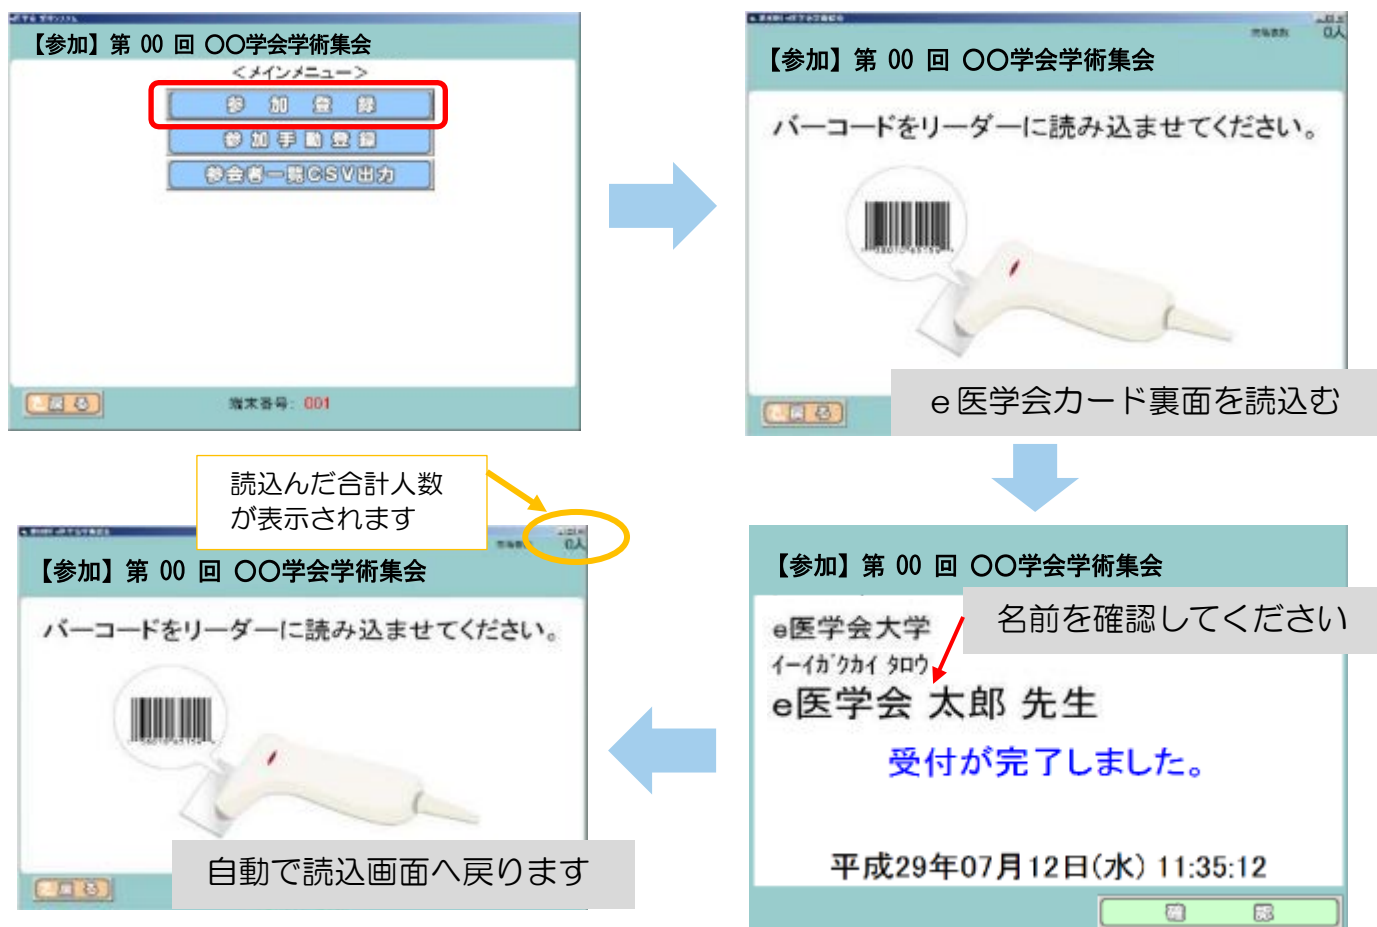 【参加】第 00 回 〇〇学会学術集会
＜メインメニュー＞
参加登録
参加手動登録
参会者一覧CSV出力
戻る
端末番号: 001
0人
【参加】第 00 回 〇〇学会学術集会
バーコードをリーダーに読み込ませてください。
e医学会カード裏面を読込む
戻る
【参加】第 00 回 〇〇学会学術集会
名前を確認してください
e医学会大学
ｲｰｲｶﾞｸｶｲ ﾀﾛｳ
e医学会 太郎 先生
受付が完了しました。
平成29年07月12日(水) 11:35:12
確認
読込んだ合計人数
が表示されます
0人
【参加】第 00 回 〇〇学会学術集会
バーコードをリーダーに読み込ませてください。
自動で読込画面へ戻ります
戻る